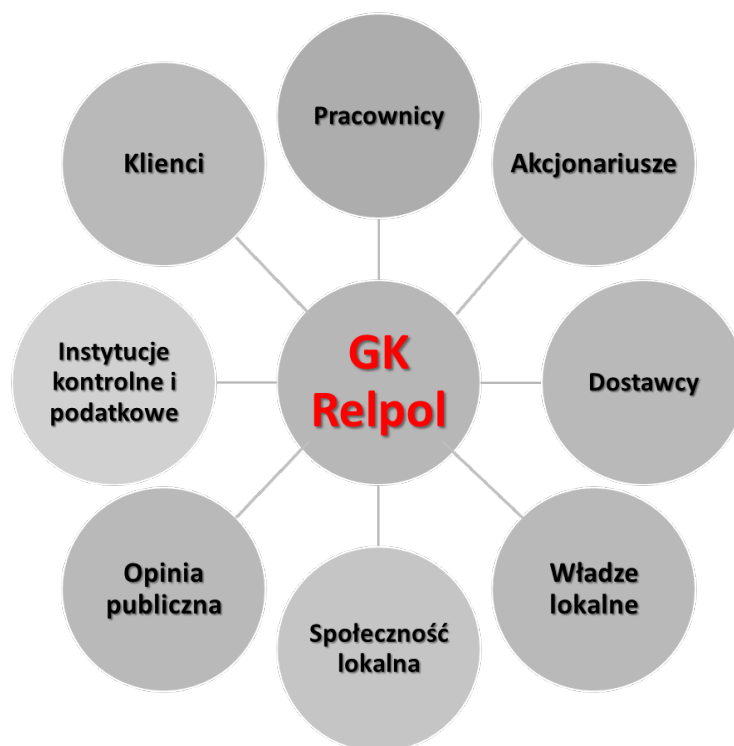 Pracownicy
Klienci
Akcjonariusze
Instytucje
kontrolne i
podatkowe
GK
Relpol
Dostawcy
Opinia
publiczna
Władze
lokalne
Społeczność
lokalna